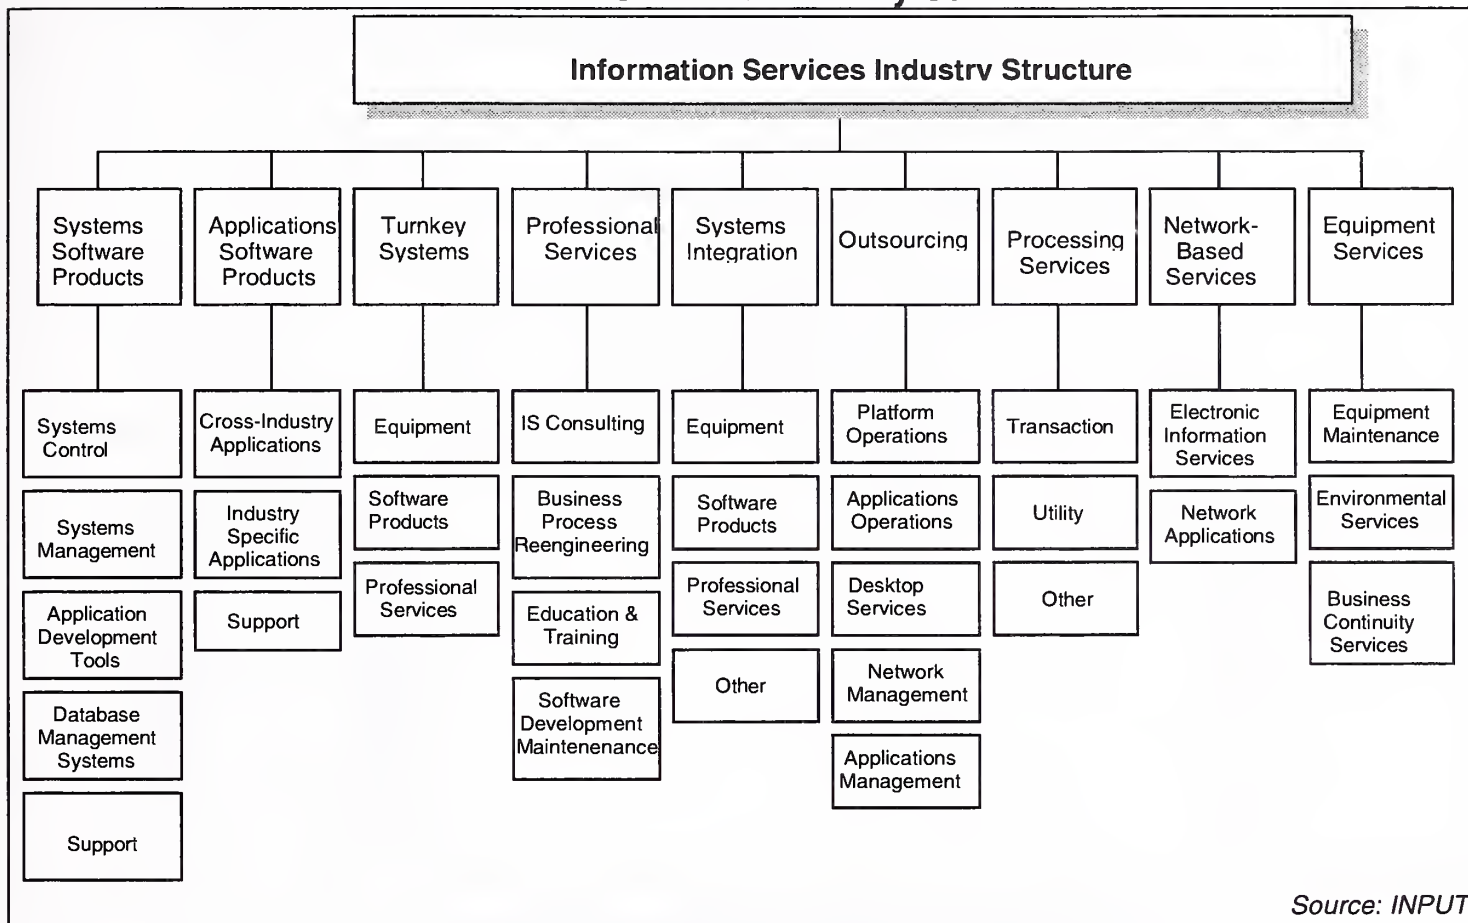 Information Services Industry Structure
Systems
Software
Products
Applications
Software
Products
Turnkey
Systems
Professional
Services
Systems
Integration
Outsourcing
Processing
Services
Network-
Based
Services
Equipment
Services
Systems
Control
Systems
Management
Application
Development
Tools
Database
Management
Systems
Support
Cross-Industry
Applications
Industry
Specific
Applications
Support
Equipment
Software
Products
Professional
Services
IS Consulting
Business
Process
Reengineering
Education &
Training
Software
Development
Maintenenance
Equipment
Software
Products
Professional
Services
Other
Platform
Operations
Applications
Operations
Desktop
Services
Network
Management
Applications
Management
Transaction
Utility
Other
Electronic
Information
Services
Network
Applications
Equipment
Maintenance
Environmental
Services
Business
Continuity
Services
Source: INPUT